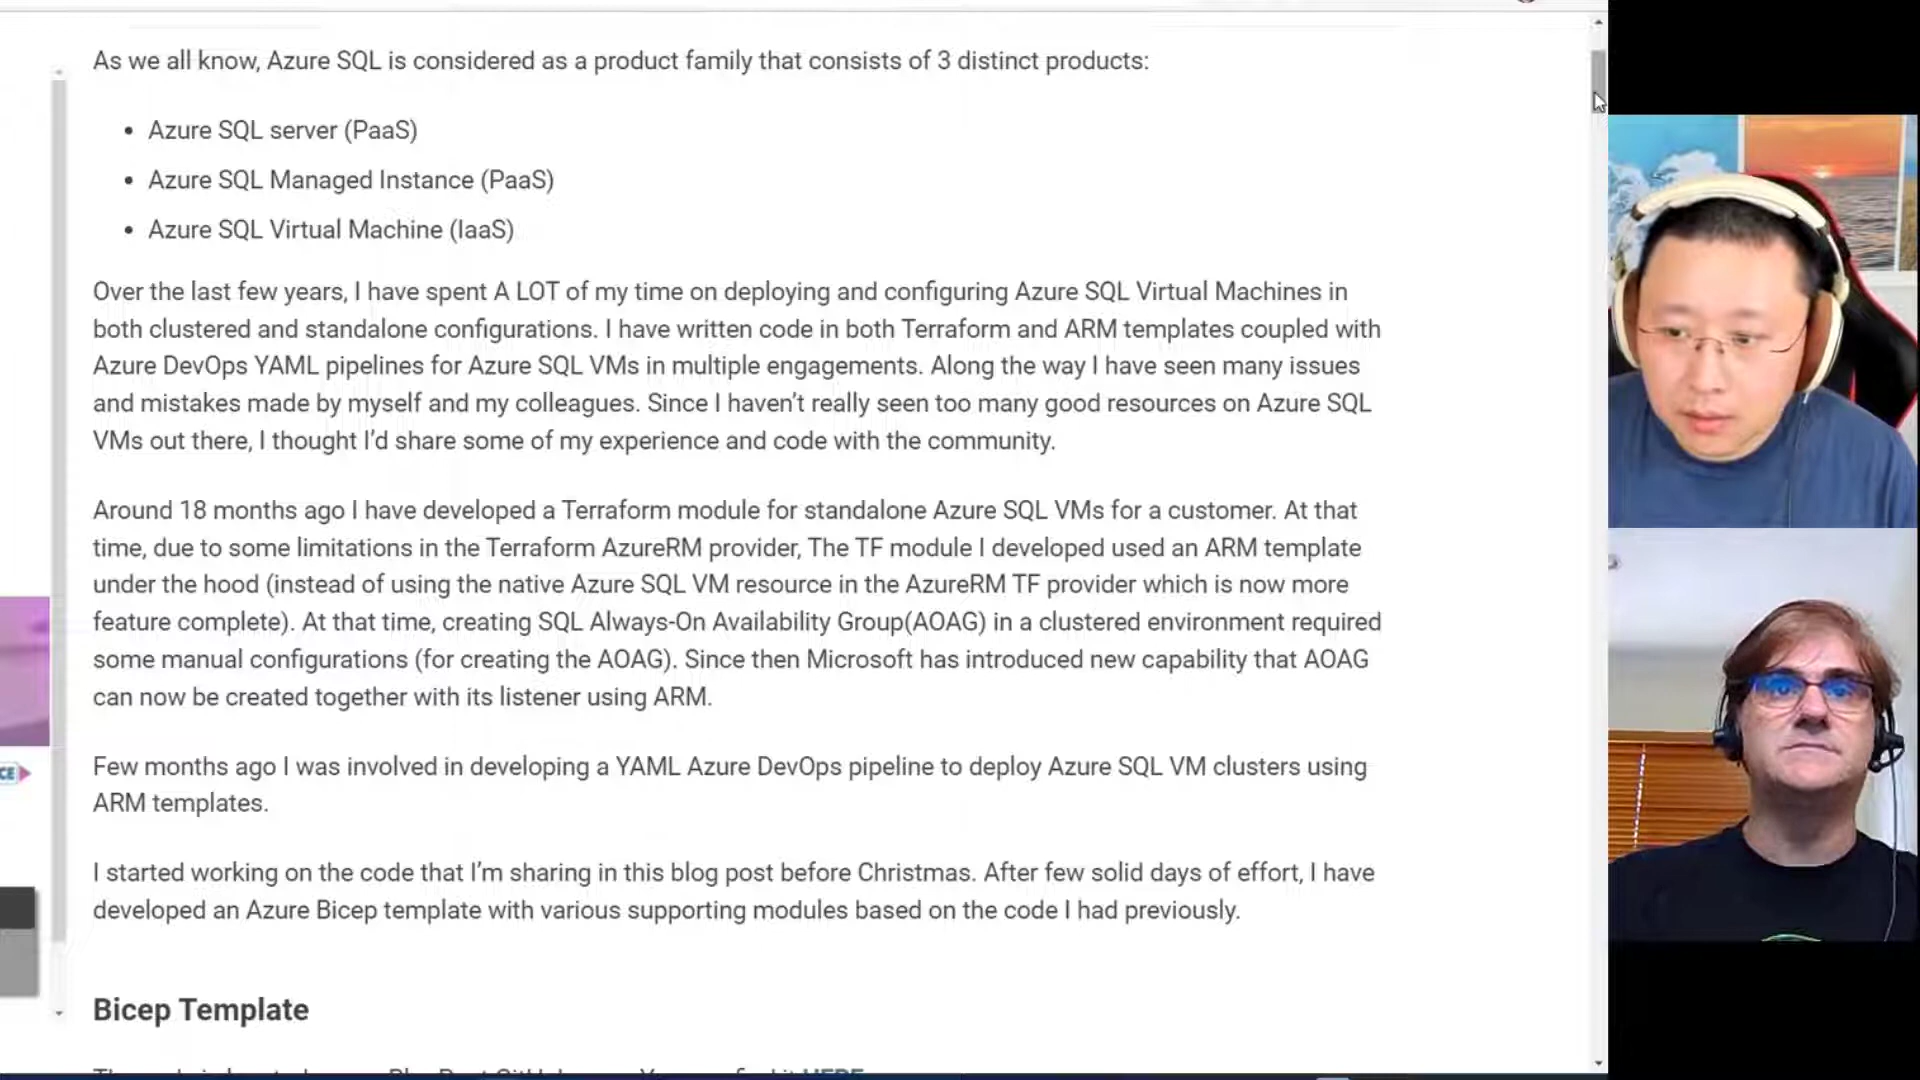 As we all know, Azure SQL is considered as a product family that consists of 3 distinct products:
• Azure SQL server (PaaS)
• Azure SQL Managed Instance (PaaS)
• Azure SQL Virtual Machine (IaaS)
Over the last few years, I have spent A LOT of my time on deploying and configuring Azure SQL Virtual Machines in
both clustered and standalone configurations. I have written code in both Terraform and ARM templates coupled with
Azure DevOps YAML pipelines for Azure SQL VMs in multiple engagements. Along the way I have seen many issues
and mistakes made by myself and my colleagues. Since I haven’t really seen too many good resources on Azure SQL
VMs out there, I thought I’d share some of my experience and code with the community.
Around 18 months ago I have developed a Terraform module for standalone Azure SQL VMs for a customer. At that
time, due to some limitations in the Terraform AzureRM provider, The TF module I developed used an ARM template
under the hood (instead of using the native Azure SQL VM resource in the AzureRM TF provider which is now more
feature complete). At that time, creating SQL Always-On Availability Group(AOAG) in a clustered environment required
some manual configurations (for creating the AOAG). Since then Microsoft has introduced new capability that AOAG
can now be created together with its listener using ARM.
Few months ago I was involved in developing a YAML Azure DevOps pipeline to deploy Azure SQL VM clusters using
ARM templates.
I started working on the code that I’m sharing in this blog post before Christmas. After few solid days of effort, I have
developed an Azure Bicep template with various supporting modules based on the code I had previously.
Bicep Template